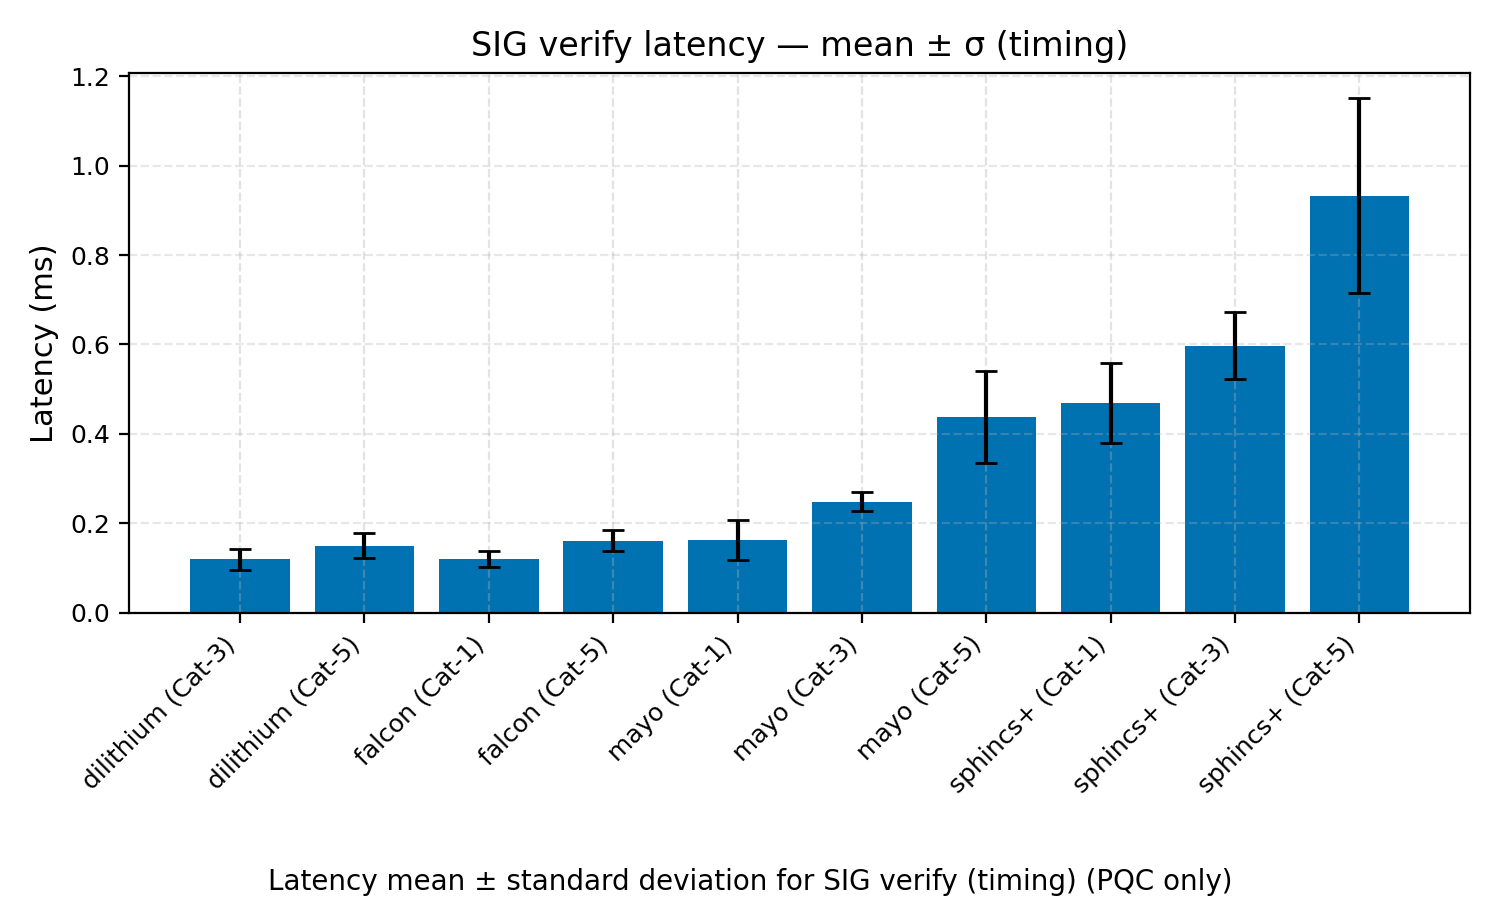 SIG verify latency — mean ± σ (timing)
Latency (ms)
1.2
1.0
0.8
0.6
0.4
0.2
0.0
dilithium (Cat-3)
dilithium (Cat-5)
falcon (Cat-1)
falcon (Cat-5)
mayo (Cat-1)
mayo (Cat-3)
mayo (Cat-5)
sphincs+ (Cat-1)
sphincs+ (Cat-3)
sphincs+ (Cat-5)
Latency mean ± standard deviation for SIG verify (timing) (PQC only)